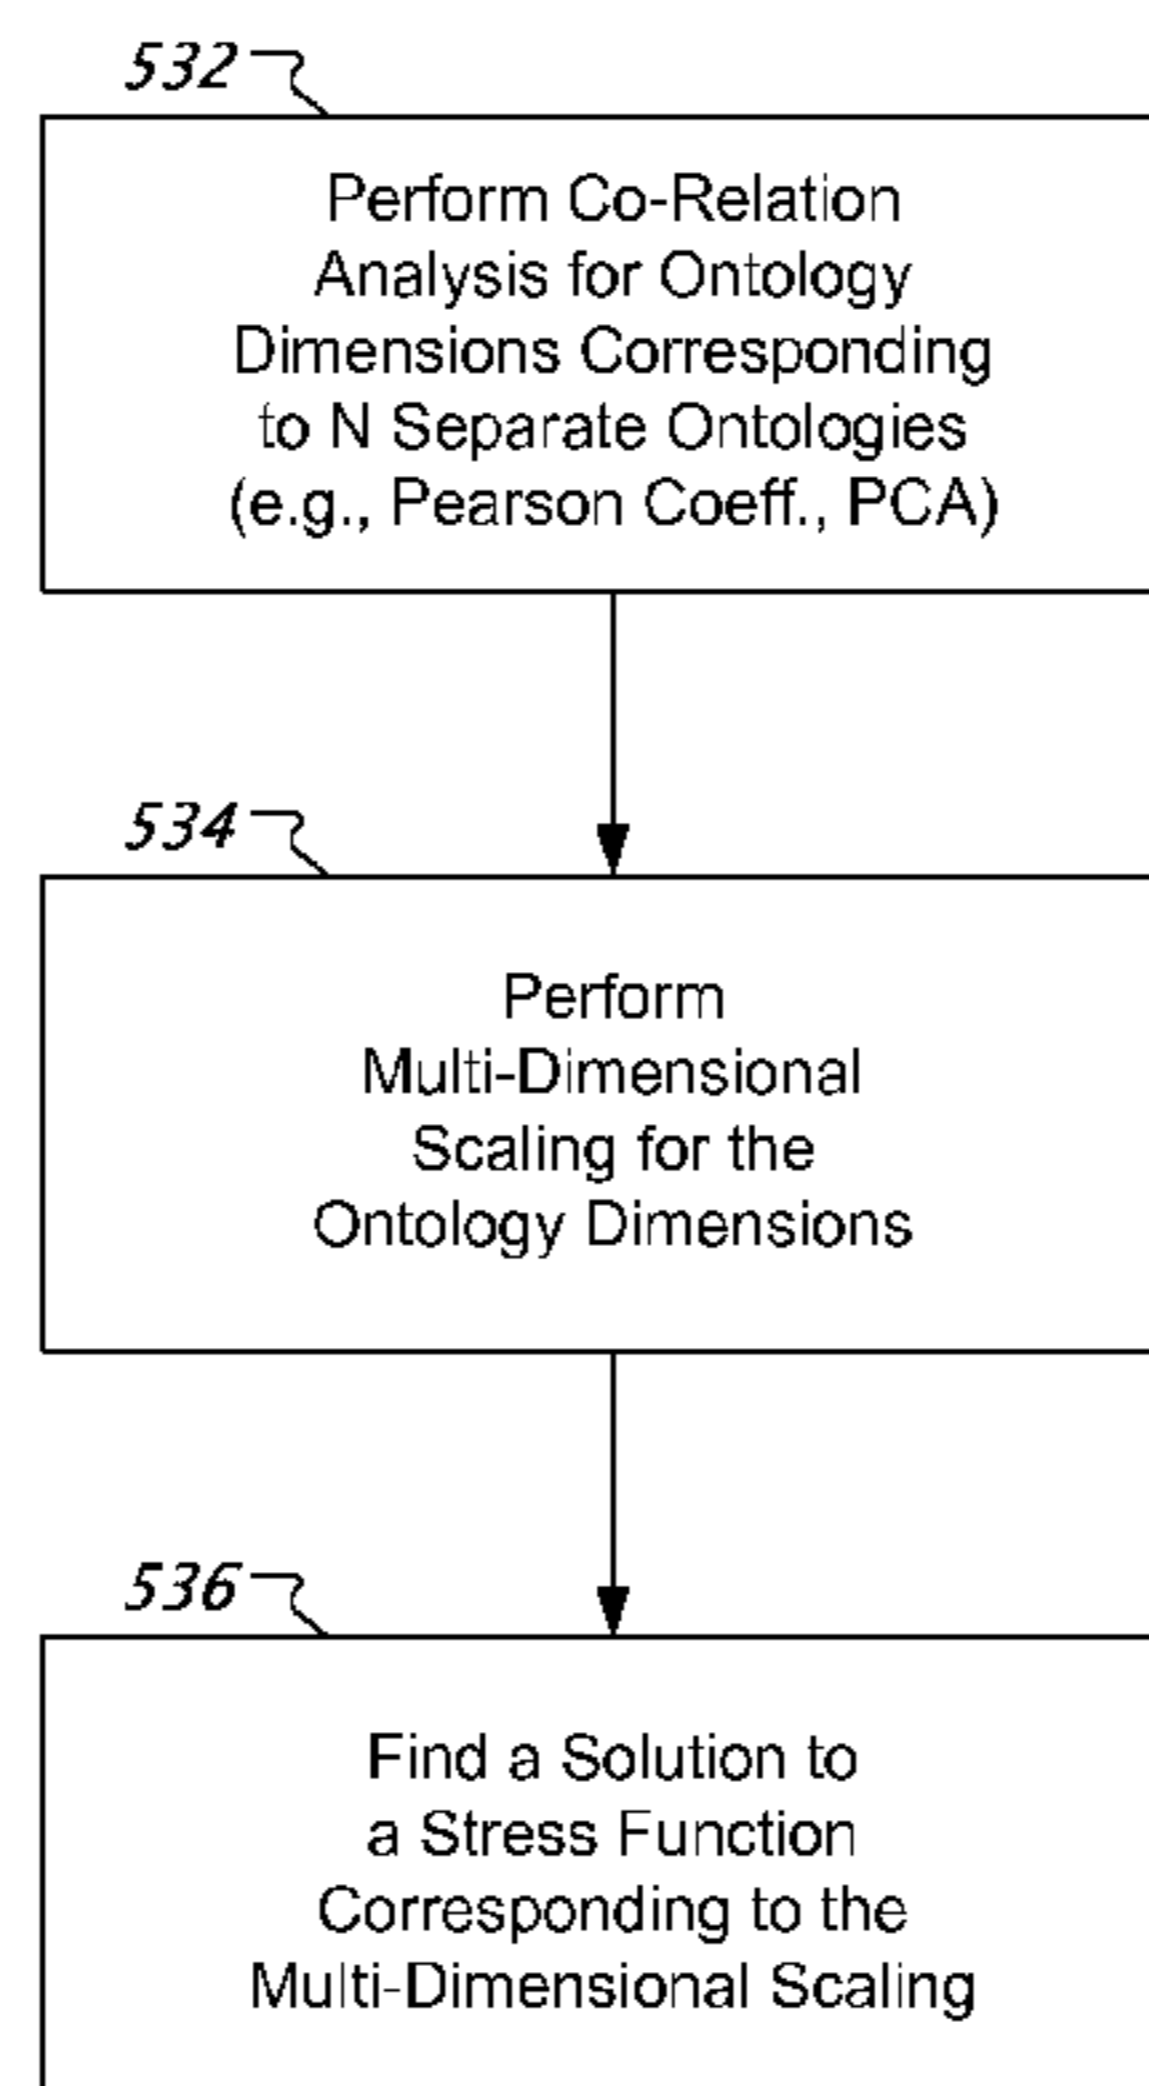 532
Perform Co-Relation
Analysis for Ontology
Dimensions Corresponding
to N Separate Ontologies
(e.g., Pearson Coeff., PCA)
534
Perform
Multi-Dimensional
Scaling for the
Ontology Dimensions
536
Find a Solution to
a Stress Function
Corresponding to the
Multi-Dimensional Scaling